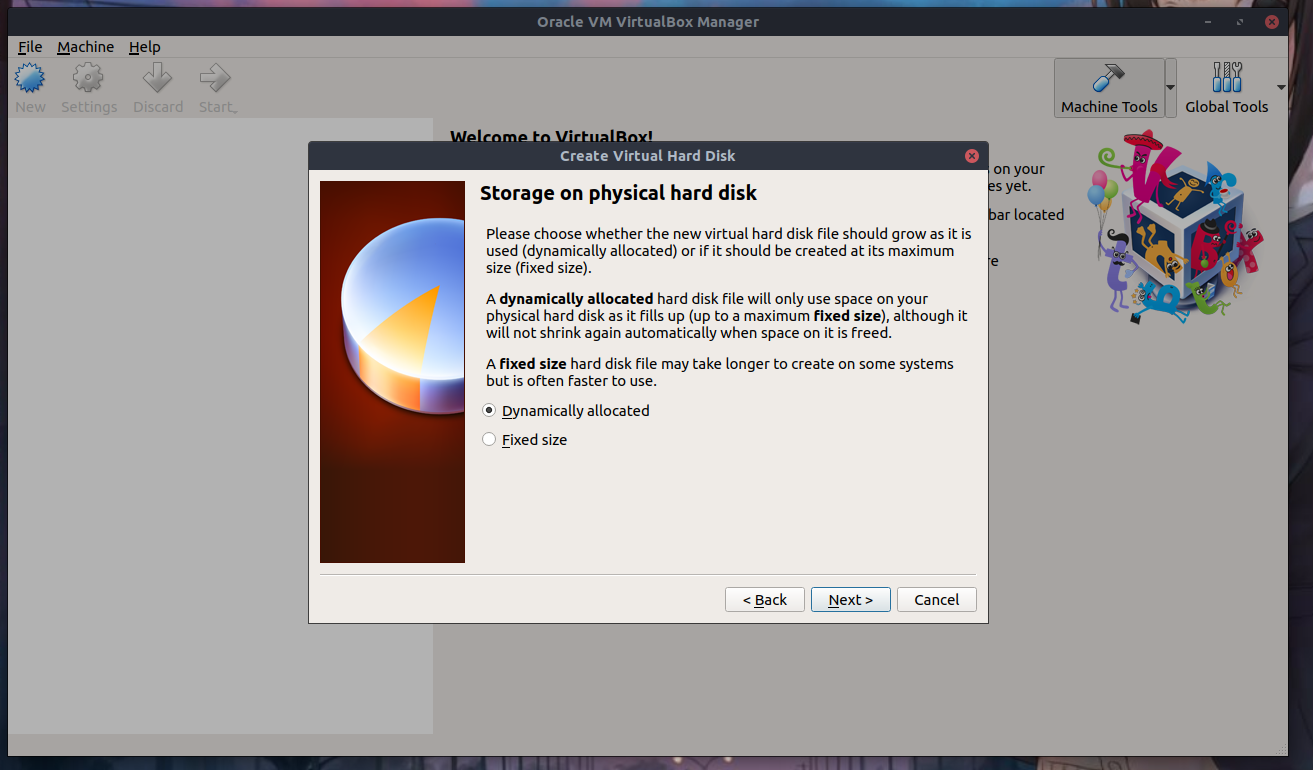 Oracle VM VirtualBox Manager
File Machine Help
New Settings Discard Start
Machine Tools Global Tools
Welcome to VirtualBox!
on your
es yet.
bar located
re
Create Virtual Hard Disk
Storage on physical hard disk
Please choose whether the new virtual hard disk file should grow as it is
used (dynamically allocated) or if it should be created at its maximum
size (fixed size).
A dynamically allocated hard disk file will only use space on your
physical hard disk as it fills up (up to a maximum fixed size), although it
will not shrink again automatically when space on it is freed.
A fixed size hard disk file may take longer to create on some systems
but is often faster to use.
Dynamically allocated
Fixed size
< Back Next > Cancel